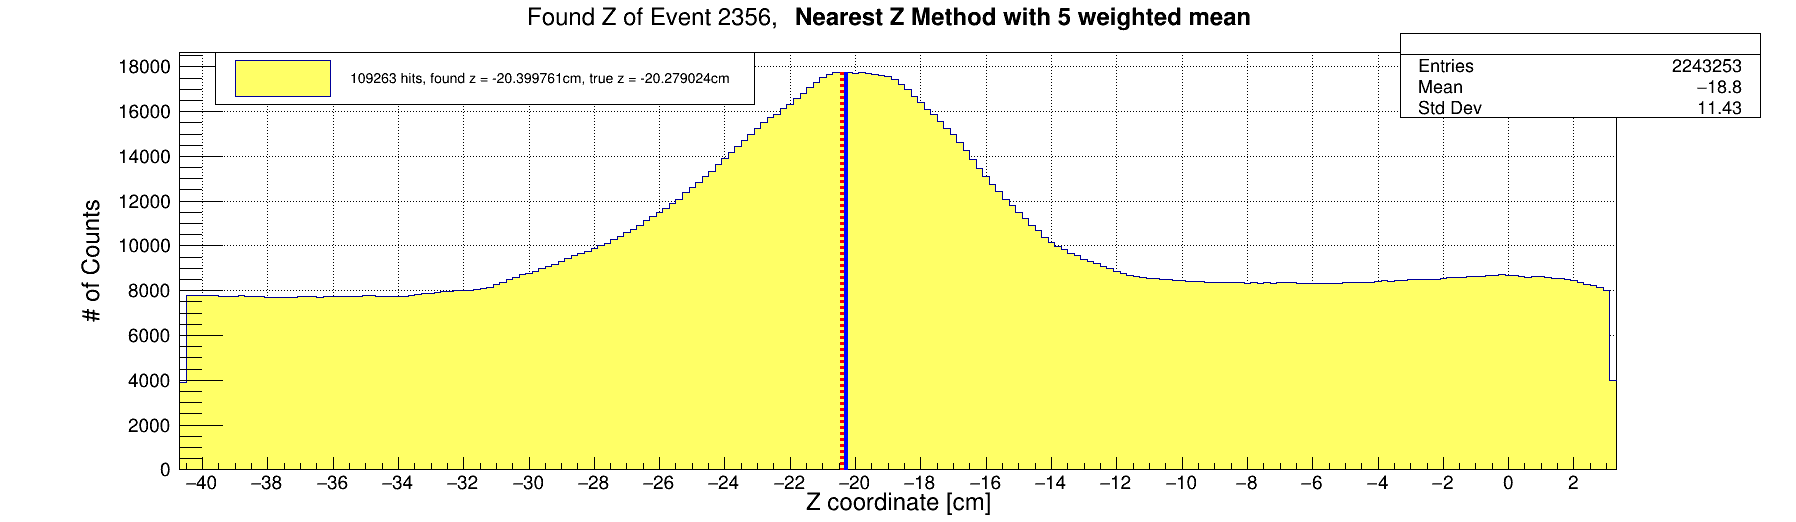 Found Z of Event 2356, Nearest Z Method with 5 weighted mean
109263 hits, found z = -20.399761cm, true z = -20.279024cm
Entries 2243253
Mean −18.8
Std Dev 11.43
# of Counts
18000
16000
14000
12000
10000
8000
6000
4000
2000
0
−40 −38 −36 −34 −32 −30 −28 −26 −24 −22 −20 −18 −16 −14 −12 −10 −8 −6 −4 −2 0 2
Z coordinate [cm]